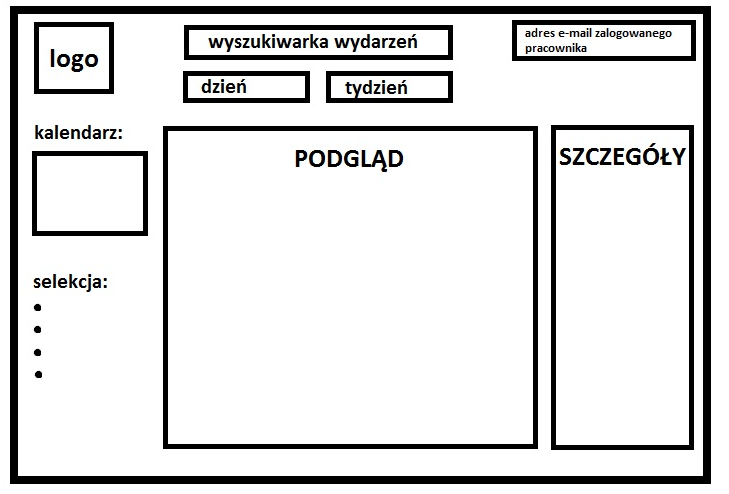 logo
wyszukiwarka wydarzeń
adres e-mail zalogowanego
pracownika
dzień
tydzień
kalendarz:
PODGLĄD
SZCZEGÓŁY
selekcja: